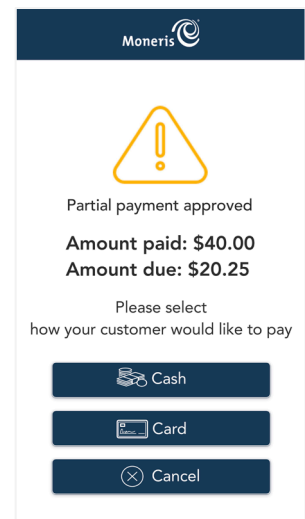 Moneris
Partial payment approved
Amount paid: $40.00
Amount due: $20.25
Please select
how your customer would like to pay
Cash
Card
Cancel